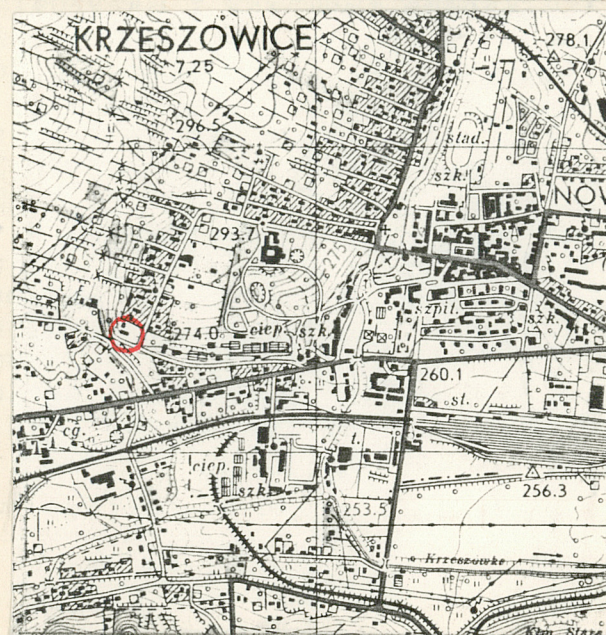 KRZESZOWICE
7.25
278.1
296.5
stad.
szk.
NOW
293.7
szpit.
szk.
274.0
ciep. szk.
260.1
cg.
st.
t.
ciep.
szk.
256.3
253.5
Krzeszówka